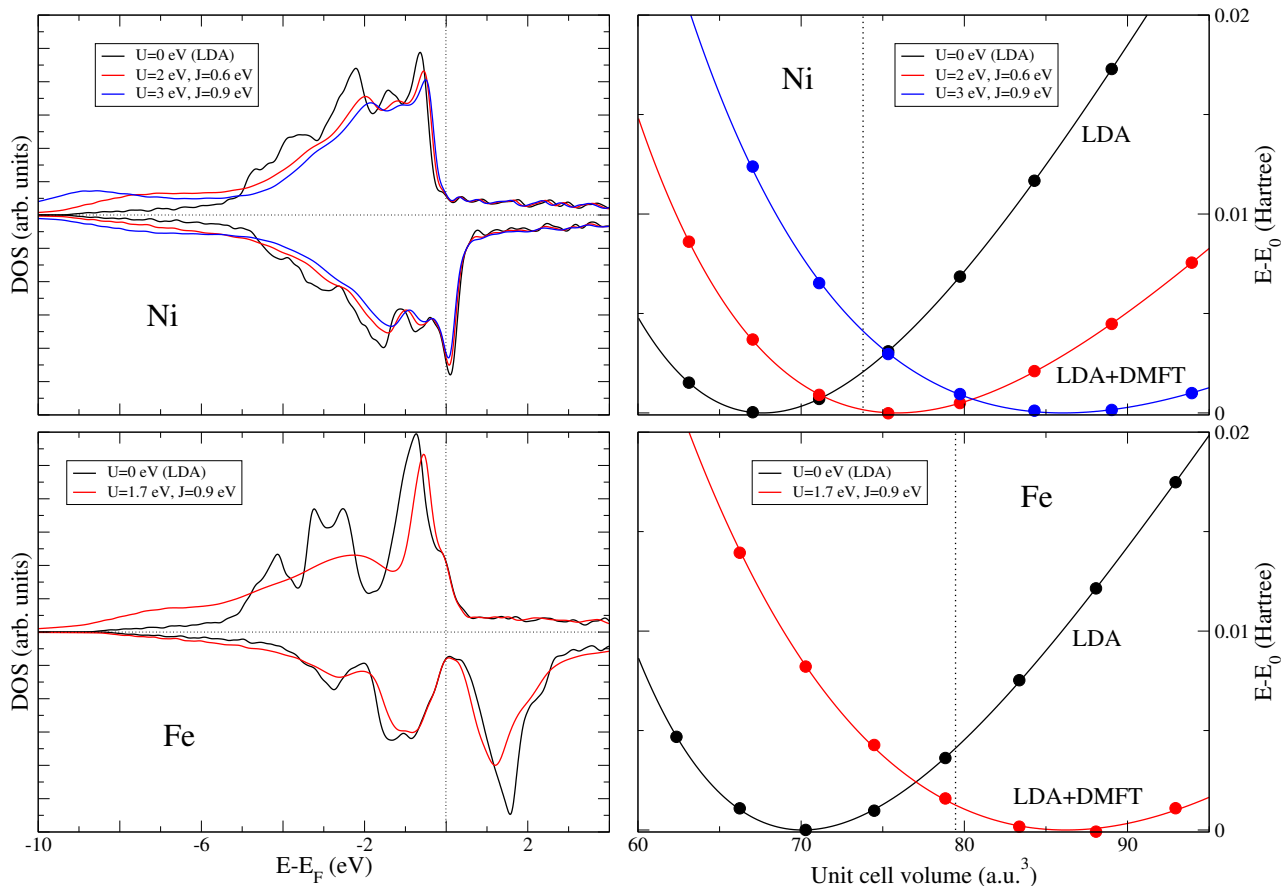 U=0 eV (LDA)
U=2 eV, J=0.6 eV
U=3 eV, J=0.9 eV
DOS (arb. units)
Ni
Ni
U=0 eV (LDA)
U=2 eV, J=0.6 eV
U=3 eV, J=0.9 eV
LDA
LDA+DMFT
0.02
0.01
0
E-E₀ (Hartree)
U=0 eV (LDA)
U=1.7 eV, J=0.9 eV
DOS (arb. units)
Fe
-10 -6 -2 2
E-E_F (eV)
U=0 eV (LDA)
U=1.7 eV, J=0.9 eV
Fe
LDA
LDA+DMFT
0.02
0.01
0
E-E₀ (Hartree)
60 70 80 90
Unit cell volume (a.u.³)